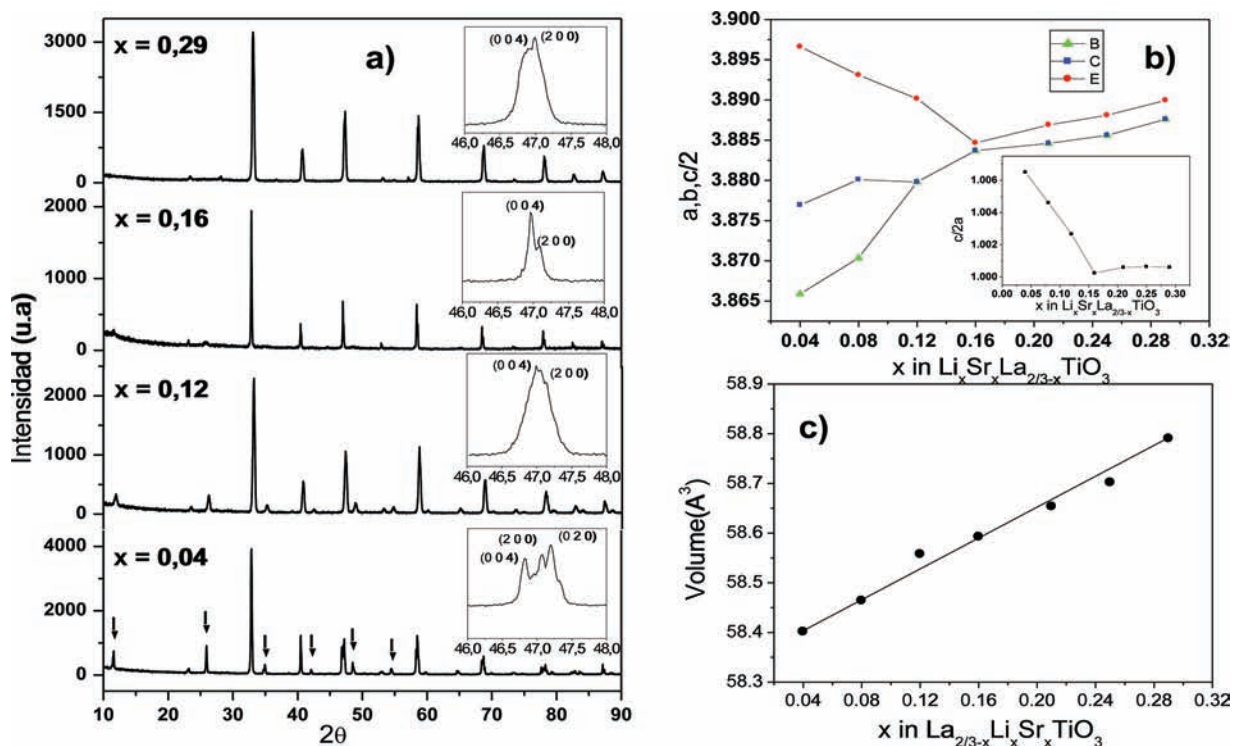 a)
x = 0,29
3000
1500
0
(0 0 4)
(2 0 0)
46,0 46,5 47,0 47,5 48,0
x = 0,16
2000
1000
0
(0 0 4)
(2 0 0)
46,0 46,5 47,0 47,5 48,0
x = 0,12
2000
1000
0
(0 0 4)
(2 0 0)
46,0 46,5 47,0 47,5 48,0
x = 0,04
4000
2000
0
(0 0 4)
(2 0 0)
(0 2 0)
46,0 46,5 47,0 47,5 48,0
Intensidad (u.a)
10 20 30 40 50 60 70 80 90
2θ
b)
B
C
E
3.900
3.895
3.890
3.885
3.880
3.875
3.870
3.865
a,b,c/2
1.006
1.004
1.002
1.000
c/2a
0.00 0.05 0.10 0.15 0.20 0.25 0.30
x in LiₓSrₓLa₂/₃₋ₓTiO₃
0.04 0.08 0.12 0.16 0.20 0.24 0.28 0.32
x in LiₓSrₓLa₂/₃₋ₓTiO₃
c)
58.9
58.8
58.7
58.6
58.5
58.4
58.3
Volume(A³)
0.04 0.08 0.12 0.16 0.20 0.24 0.28 0.32
x in La₂/₃₋ₓLiₓSrₓTiO₃